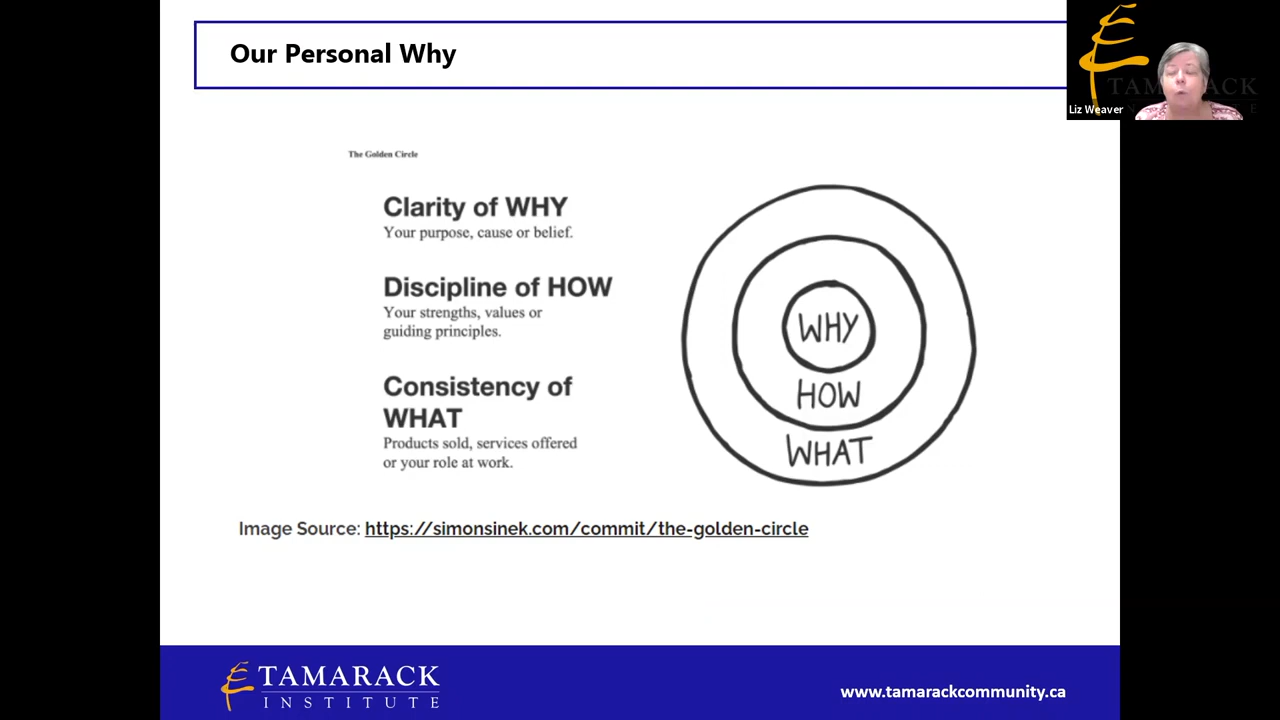 Our Personal Why
TAMARACK
INSTITUTE
Liz Weaver
The Golden Circle
Clarity of WHY
Your purpose, cause or belief.
Discipline of HOW
Your strengths, values or
guiding principles.
Consistency of
WHAT
Products sold, services offered
or your role at work.
WHY
HOW
WHAT
Image Source: https://simonsinek.com/commit/the-golden-circle
TAMARACK
INSTITUTE
www.tamarackcommunity.ca